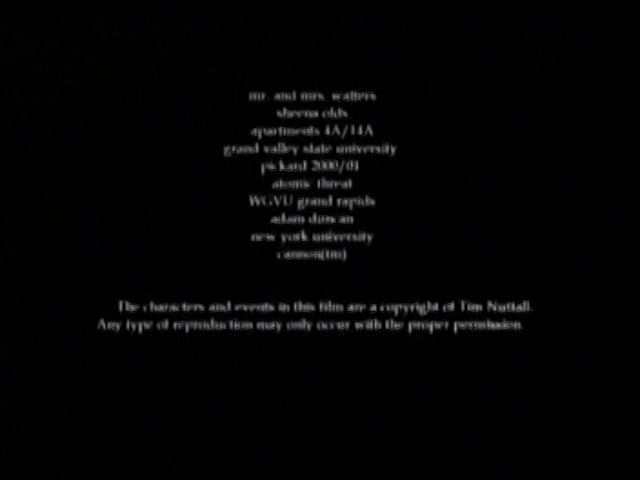 mr. and mrs. walters
sheena olds
apartments 4A/14A
grand valley state university
pickard 2000/01
atomic threat
WGVU grand rapids
adam duncan
new york university
cannon(tm)
The characters and events in this film are a copyright of Tim Nuttall.
Any type of reproduction may only occur with the proper permission.